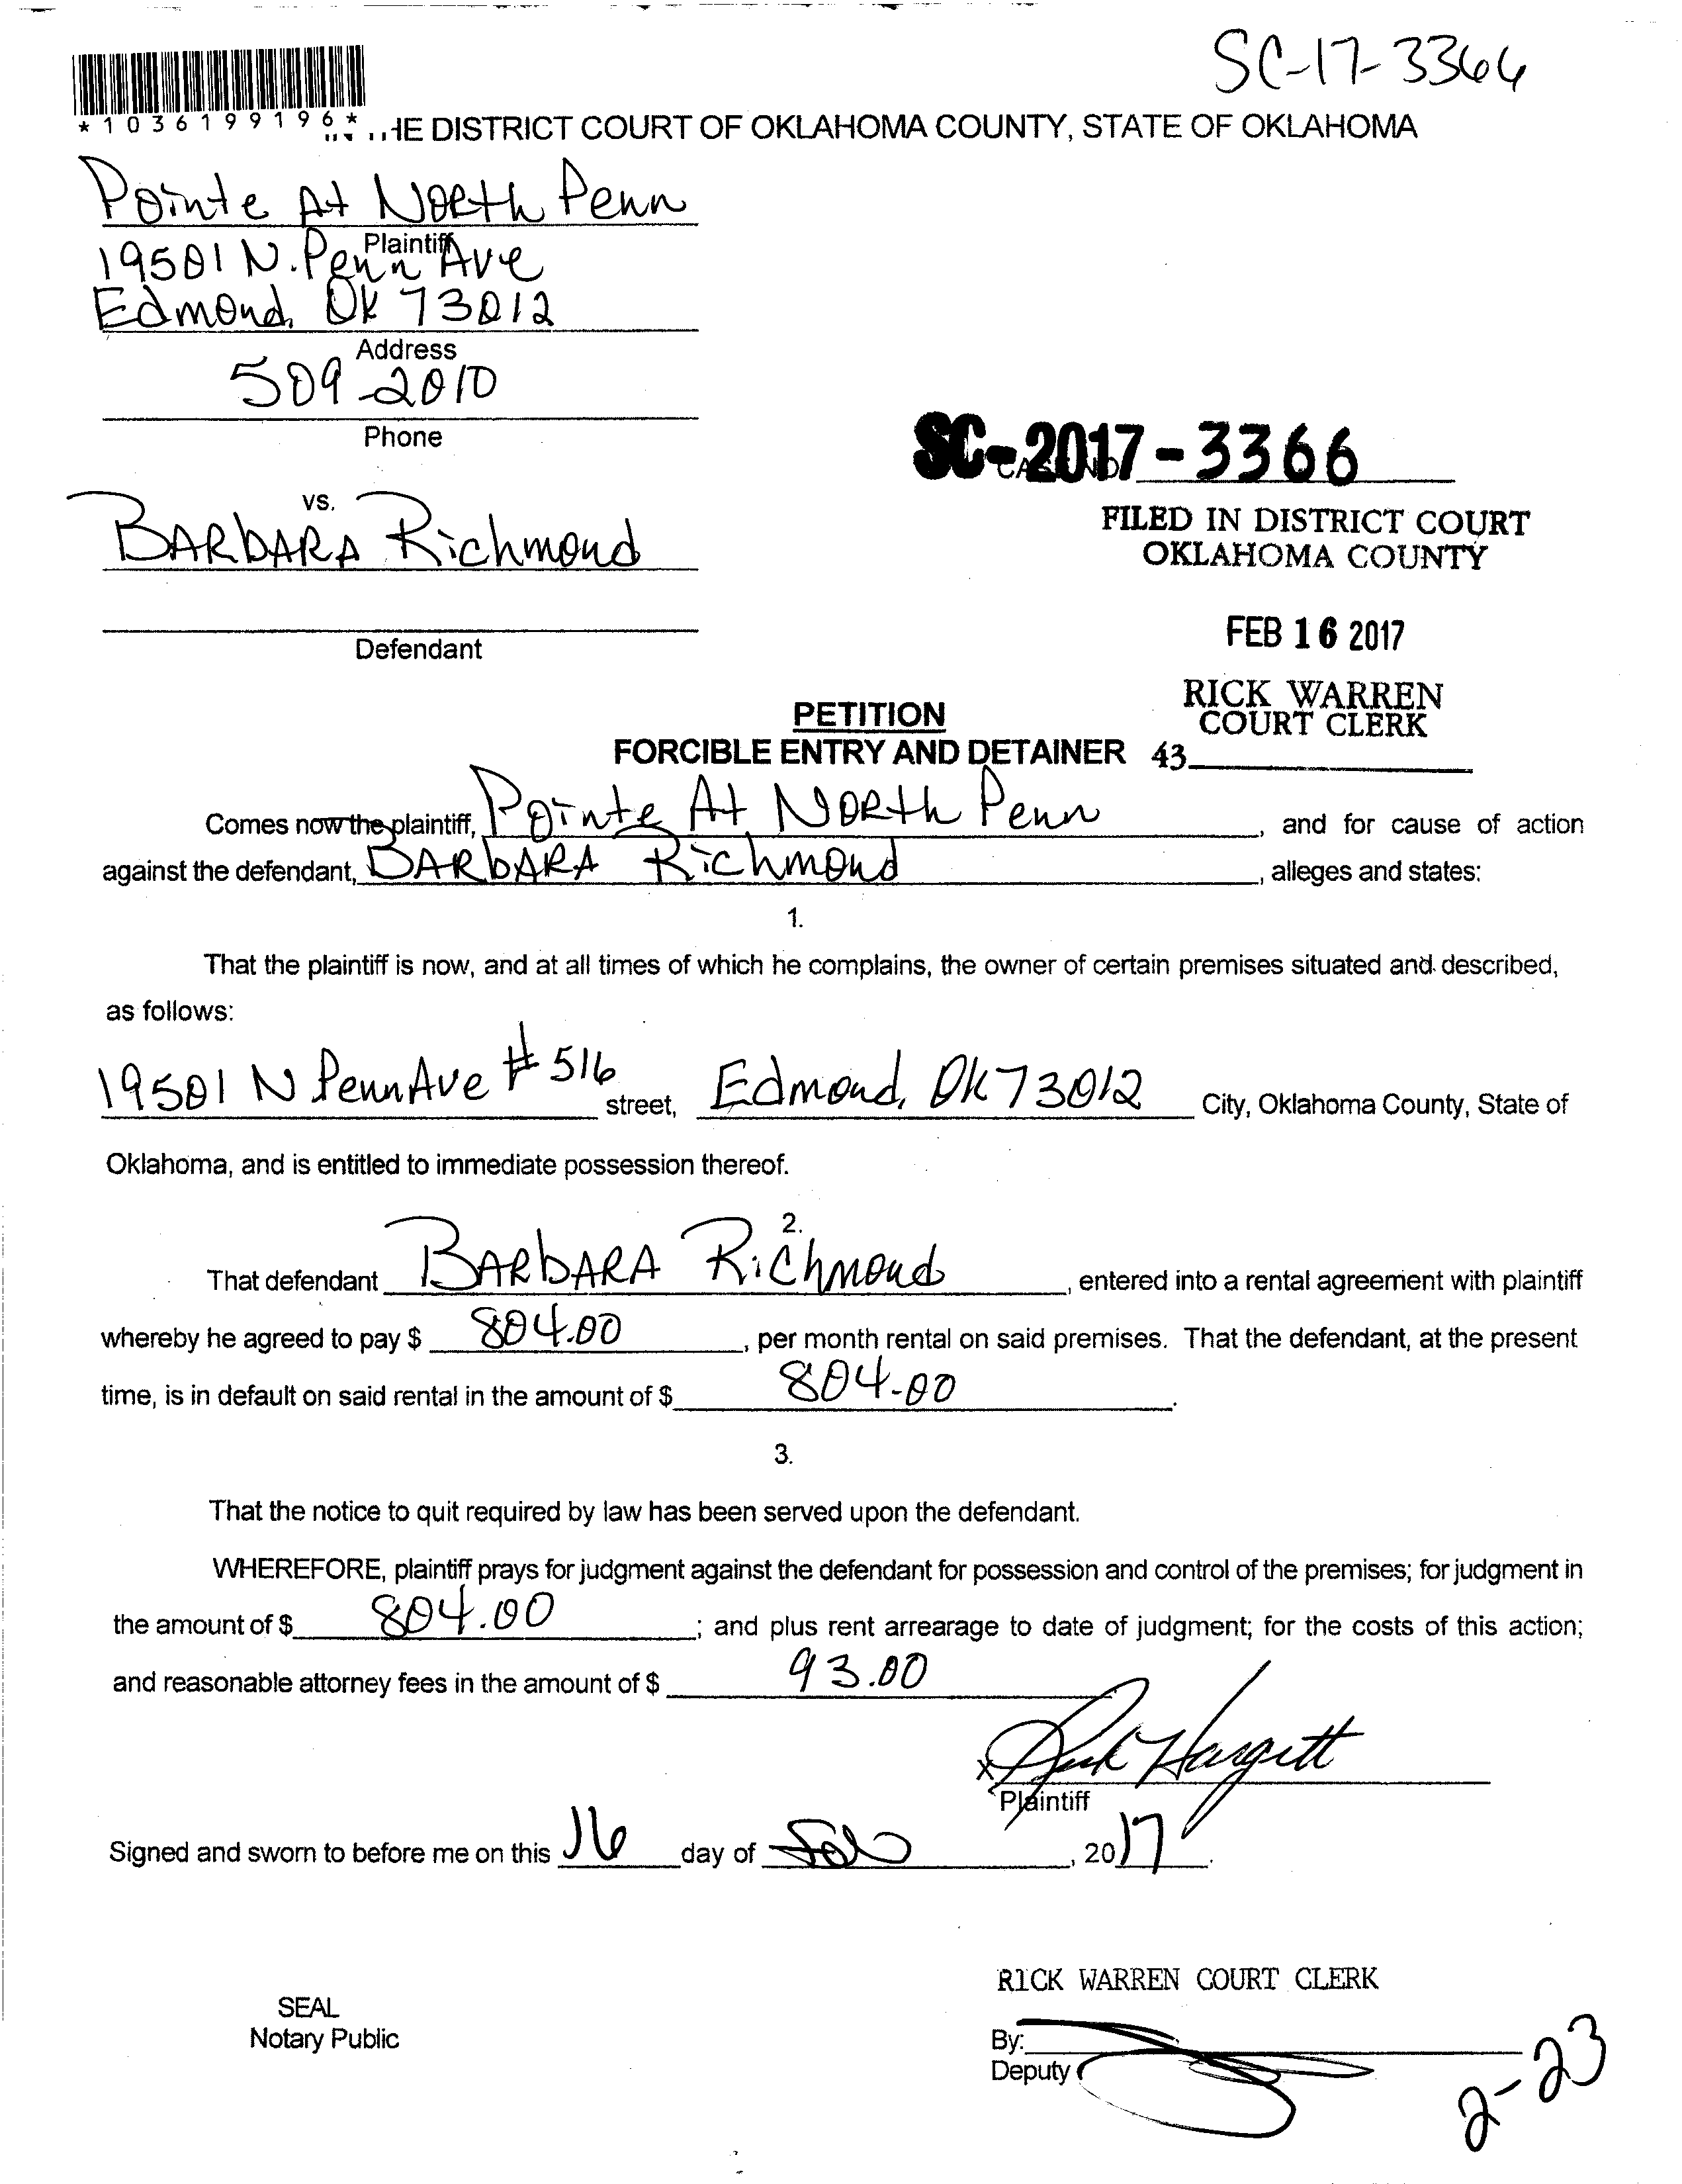 SC-17-3366
*1036199196*
HE DISTRICT COURT OF OKLAHOMA COUNTY, STATE OF OKLAHOMA
Pointe At North Penn
Plaintiff
19501 N. Penn Ave
Edmond, Ok 73012
Address
509-2010
Phone
SC-2017-3366
vs.
BARbARA Richmond
FILED IN DISTRICT COURT
OKLAHOMA COUNTY
Defendant
FEB 16 2017
RICK WARREN
COURT CLERK
PETITION
FORCIBLE ENTRY AND DETAINER 43
Comes now the plaintiff, Pointe At North Penn, and for cause of action
against the defendant, BARbARA Richmond, alleges and states:
1.
That the plaintiff is now, and at all times of which he complains, the owner of certain premises situated and described,
as follows:
19501 N Penn Ave # 516 street, Edmond, OK 73012 City, Oklahoma County, State of
Oklahoma, and is entitled to immediate possession thereof.
2.
That defendant BARbARA Richmond, entered into a rental agreement with plaintiff
whereby he agreed to pay $ 804.00, per month rental on said premises. That the defendant, at the present
time, is in default on said rental in the amount of $ 804.00.
3.
That the notice to quit required by law has been served upon the defendant.
WHEREFORE, plaintiff prays for judgment against the defendant for possession and control of the premises; for judgment in
the amount of $ 804.00; and plus rent arrearage to date of judgment; for the costs of this action;
and reasonable attorney fees in the amount of $ 93.00
X Hargett
Plaintiff
Signed and sworn to before me on this 16 day of Feb, 2017.
RICK WARREN COURT CLERK
SEAL
Notary Public
By:
Deputy
2-23